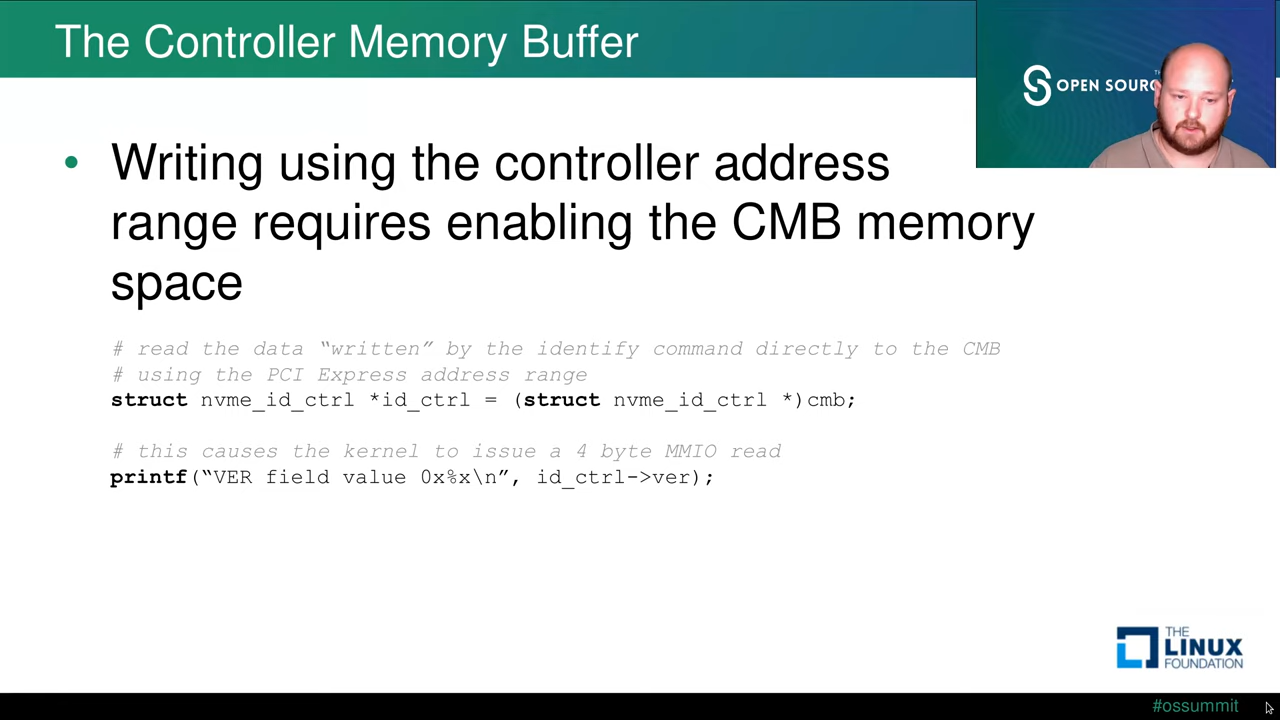 The Controller Memory Buffer
OPEN SOURC
• Writing using the controller address
range requires enabling the CMB memory
space
# read the data “written” by the identify command directly to the CMB
# using the PCI Express address range
struct nvme_id_ctrl *id_ctrl = (struct nvme_id_ctrl *)cmb;
# this causes the kernel to issue a 4 byte MMIO read
printf(“VER field value 0x%x\n”, id_ctrl->ver);
THE
LINUX
FOUNDATION
#ossummit